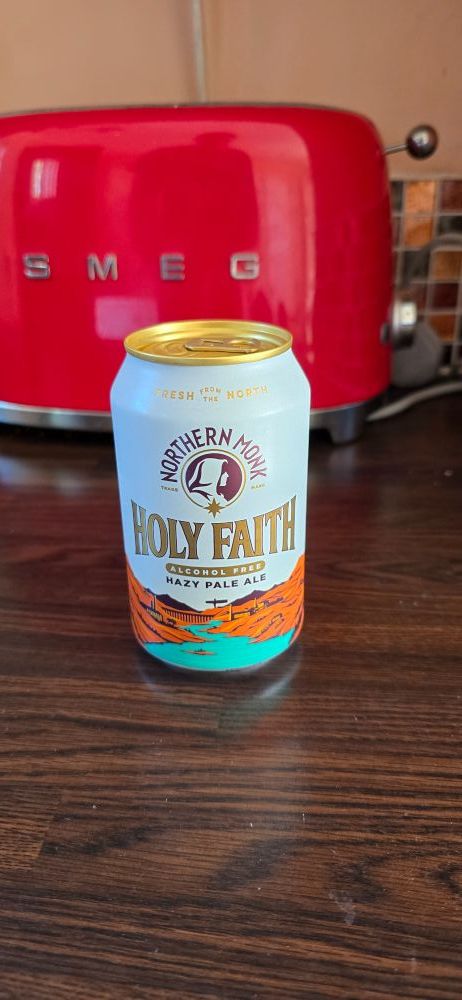 SMEG
FRESH FROM THE NORTH
NORTHERN MONK
TRADE MARK
HOLY FAITH
ALCOHOL FREE
HAZY PALE ALE